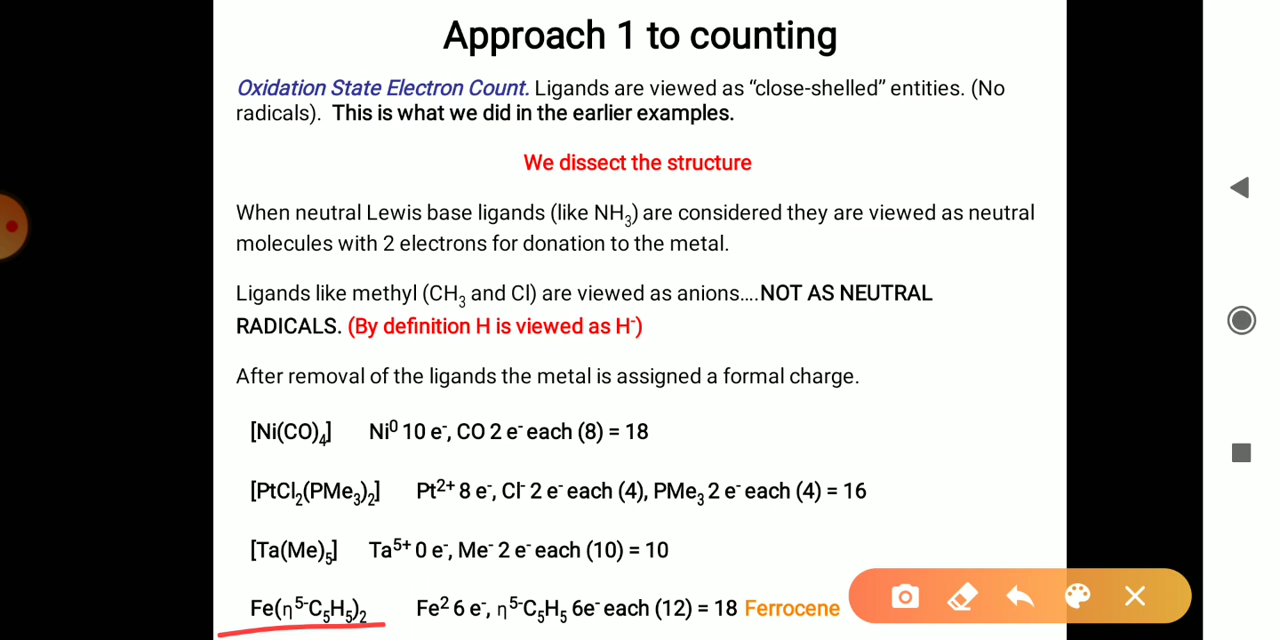 Approach 1 to counting
Oxidation State Electron Count. Ligands are viewed as “close-shelled” entities. (No
radicals). This is what we did in the earlier examples.
We dissect the structure
When neutral Lewis base ligands (like NH₃) are considered they are viewed as neutral
molecules with 2 electrons for donation to the metal.
Ligands like methyl (CH₃ and Cl) are viewed as anions....NOT AS NEUTRAL
RADICALS. (By definition H is viewed as H⁻)
After removal of the ligands the metal is assigned a formal charge.
[Ni(CO)₄] Ni⁰ 10 e⁻, CO 2 e⁻ each (8) = 18
[PtCl₂(PMe₃)₂] Pt²⁺ 8 e⁻, Cl⁻ 2 e⁻ each (4), PMe₃ 2 e⁻ each (4) = 16
[Ta(Me)₅] Ta⁵⁺ 0 e⁻, Me⁻ 2 e⁻ each (10) = 10
Fe(η⁵⁻C₅H₅)₂ Fe² 6 e⁻, η⁵⁻C₅H₅ 6e⁻ each (12) = 18 Ferrocene